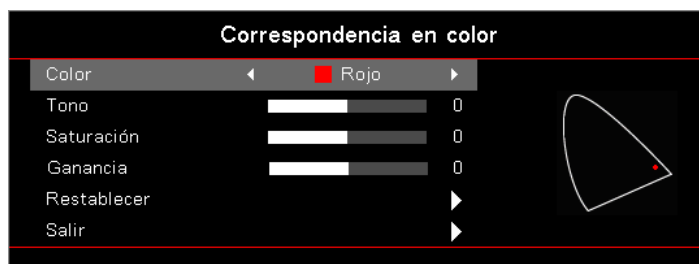 Correspondencia en color
Color Rojo
Tono 0
Saturación 0
Ganancia 0
Restablecer
Salir